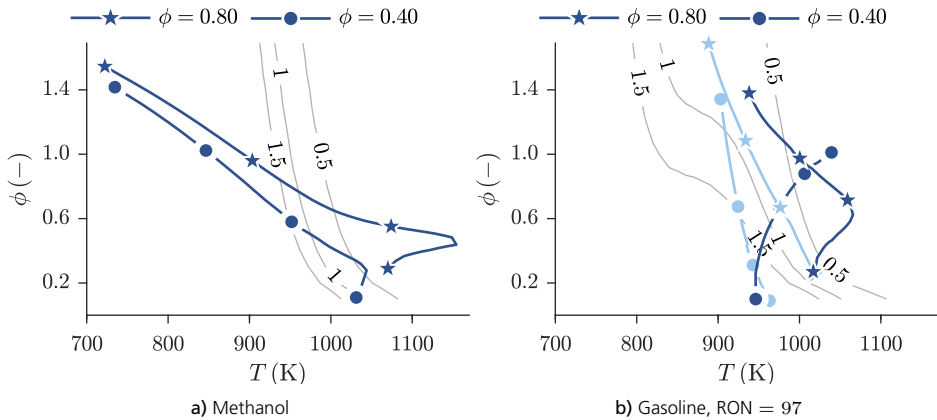 ϕ = 0.80 ϕ = 0.40
ϕ = 0.80 ϕ = 0.40
1.4
1.0
0.6
0.2
ϕ (−)
1
1.5
0.5
1
700 800 900 1000 1100
T (K)
a) Methanol
1.4
1.0
0.6
0.2
ϕ (−)
1.5
1
0.5
1.5
1
0.5
700 800 900 1000 1100
T (K)
b) Gasoline, RON = 97